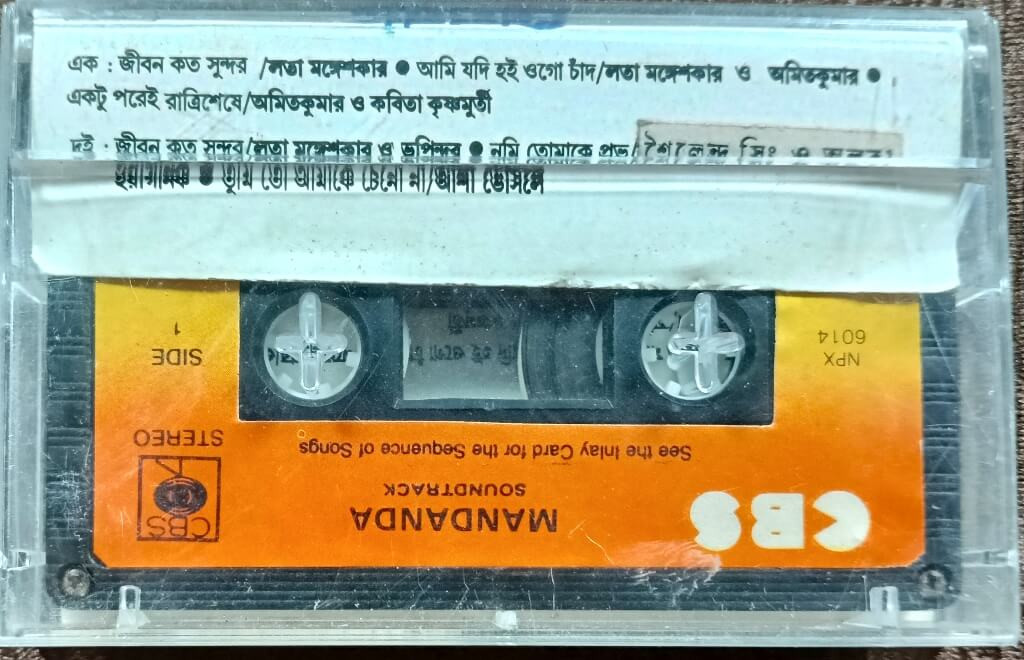 এক : জীবন কত সুন্দর /লতা মঙ্গেশকার ● আমি যদি হই ওগো চাঁদ/লতা মঙ্গেশকার ও অমিতকুমার ●
একটু পরেই রাত্রিশেষে/অমিতকুমার ও কবিতা কৃষ্ণমূর্তী
দুই : জীবন কত সুন্দর/লতা মঙ্গেশকার ও ভূপিন্দর ● নমি তোমাকে প্রভু/শৈলেন্দ্র সিং ও
● তুমি তো আমাকে চেনো না/আশা ভোঁসলে
SIDE
1
NPX
6014
STEREO
See the Inlay Card for the Sequence of Songs
MANDANDA
SOUNDTRACK
CBS
CBS